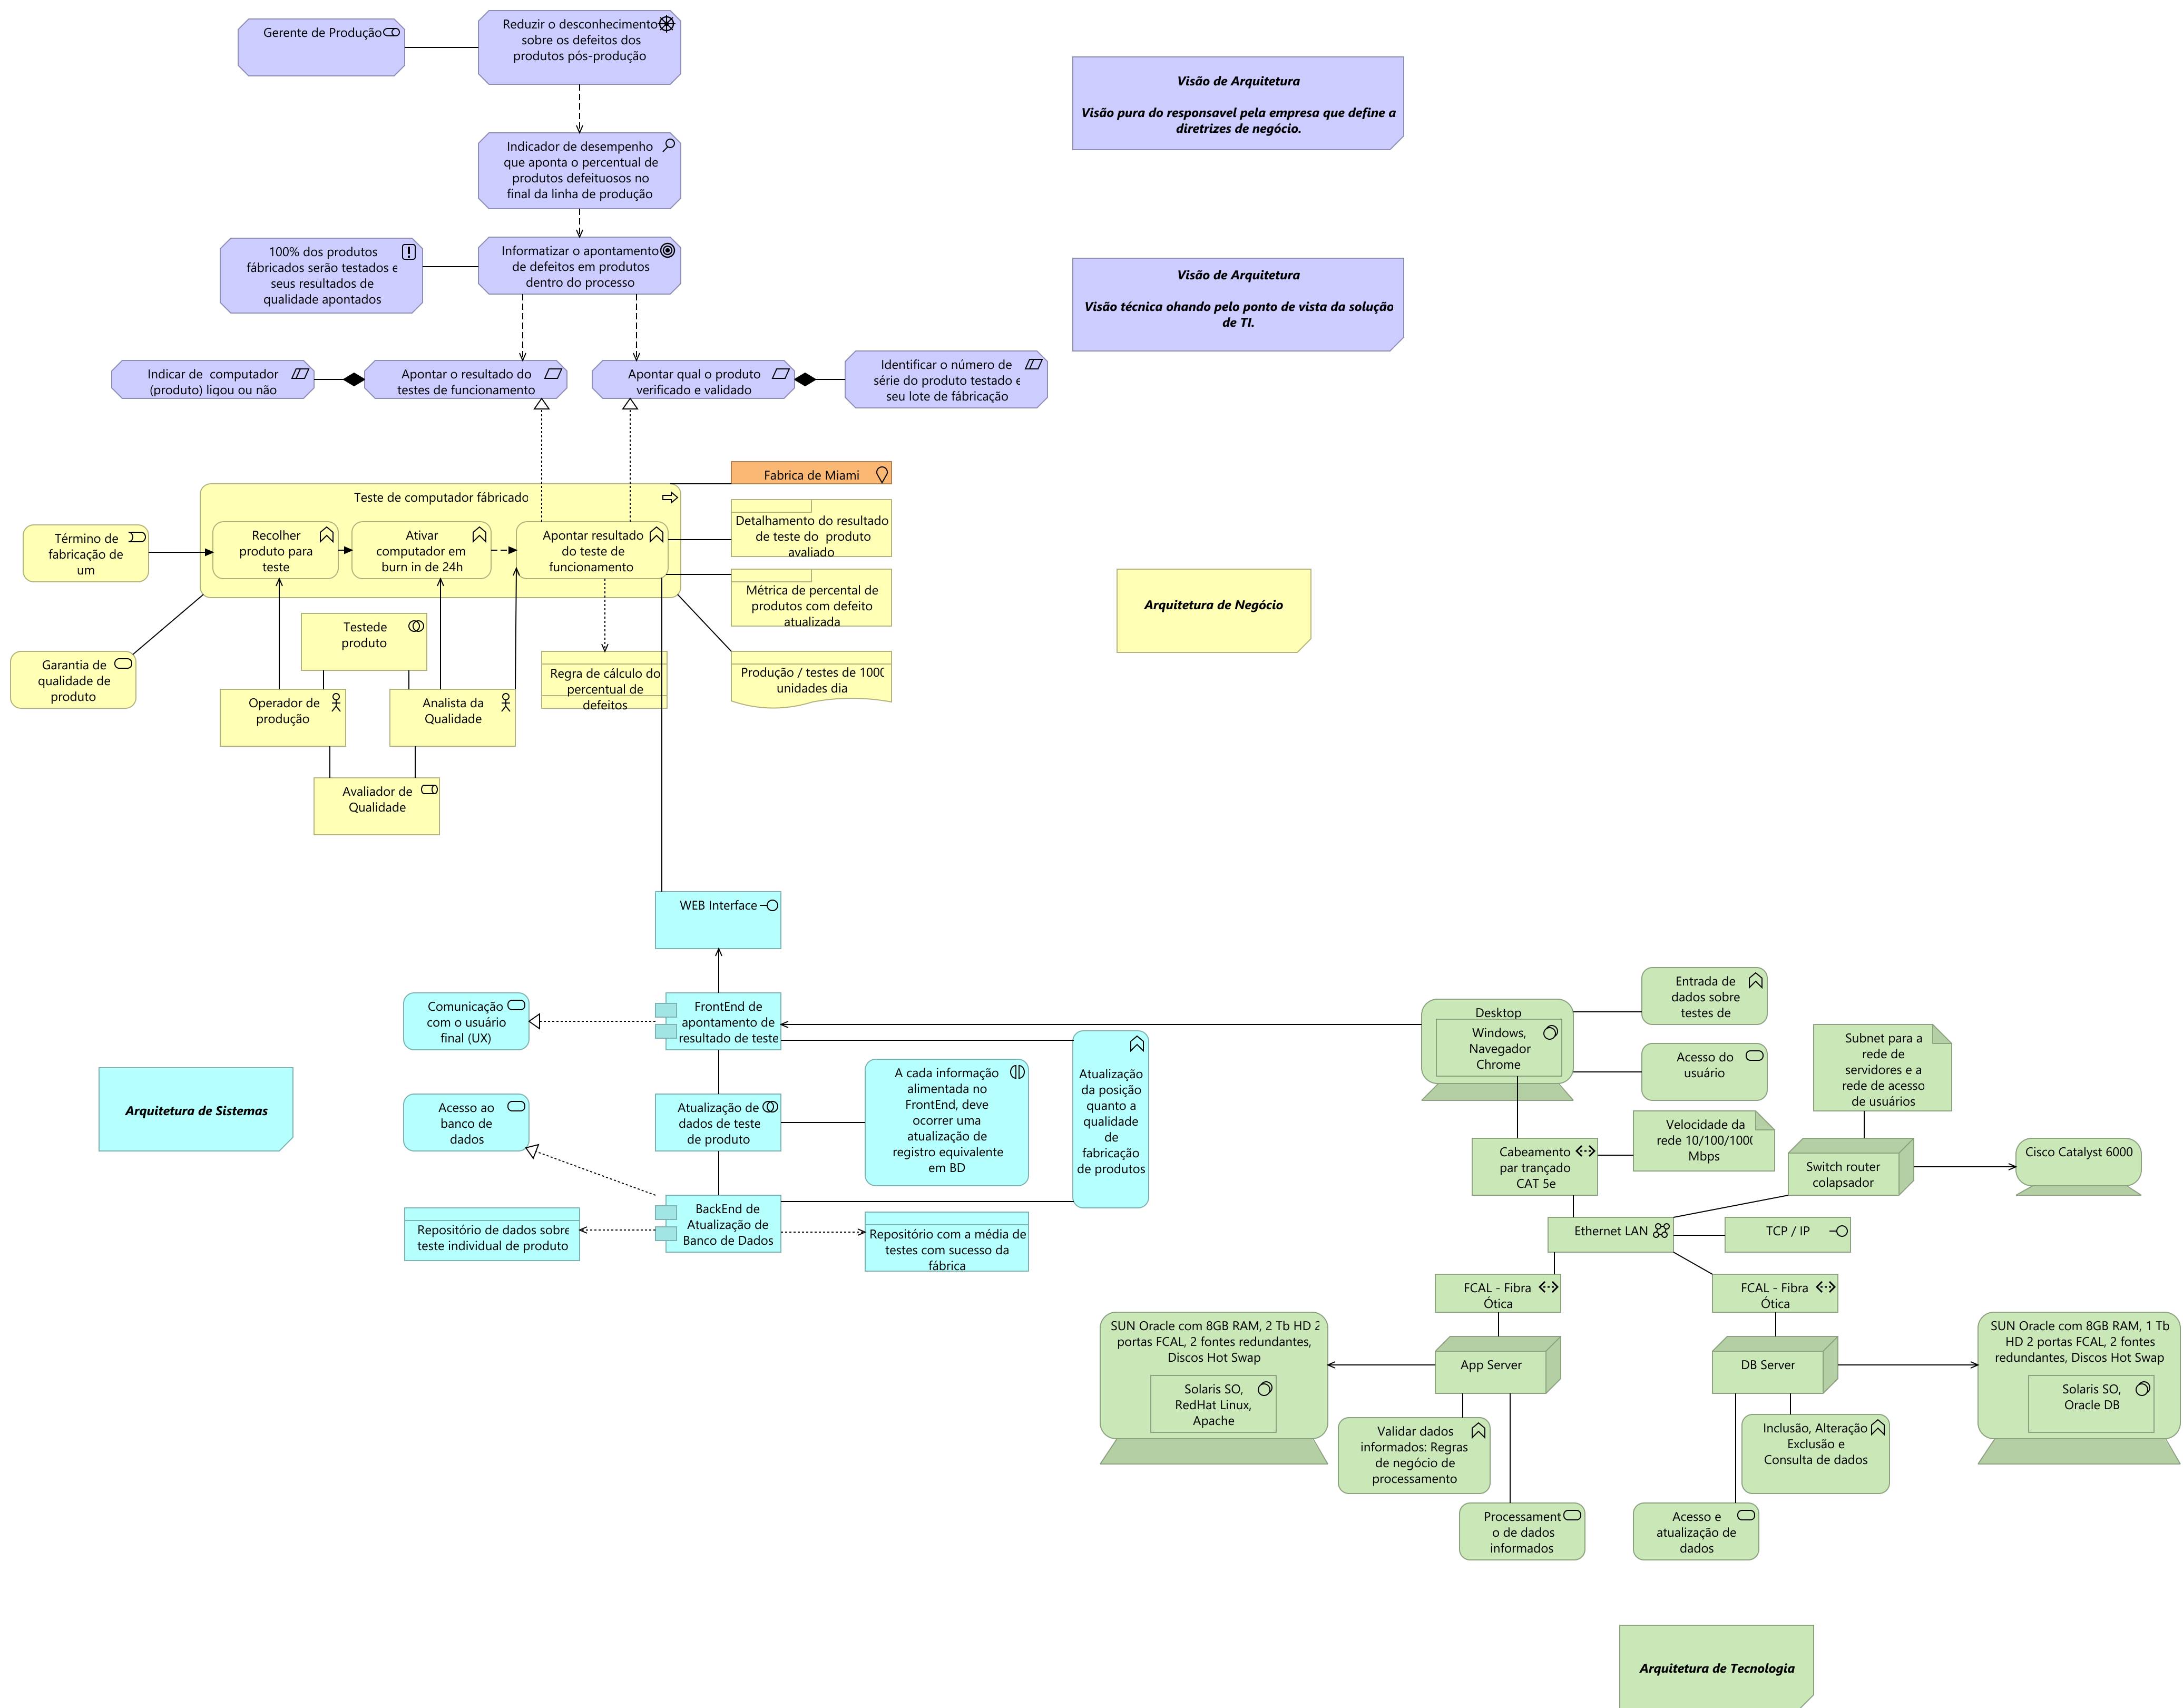 Gerente de Produção
Reduzir o desconhecimento
sobre os defeitos dos
produtos pós-produção
Visão de Arquitetura
Visão pura do responsavel pela empresa que define a
diretrizes de negócio.
Indicador de desempenho
que aponta o percentual de
produtos defeituosos no
final da linha de produção
100% dos produtos
fábricados serão testados e
seus resultados de
qualidade apontados
Informatizar o apontamento
de defeitos em produtos
dentro do processo
Visão de Arquitetura
Visão técnica ohando pelo ponto de vista da solução
de TI.
Indicar de  computador
(produto) ligou ou não
Apontar o resultado do
testes de funcionamento
Apontar qual o produto
verificado e validado
Identificar o número de
série do produto testado e
seu lote de fábricação
Fabrica de Miami
Teste de computador fábricado
Término de
fabricação de
um
Recolher
produto para
teste
Ativar
computador em
burn in de 24h
Apontar resultado
do teste de
funcionamento
Detalhamento do resultado
de teste do  produto
avaliado
Métrica de percental de
produtos com defeito
atualizada
Arquitetura de Negócio
Testede
produto
Garantia de
qualidade de
produto
Regra de cálculo do
percentual de
defeitos
Produção / testes de 1000
unidades dia
Operador de
produção
Analista da
Qualidade
Avaliador de
Qualidade
WEB Interface
Comunicação
com o usuário
final (UX)
FrontEnd de
apontamento de
resultado de teste
Arquitetura de Sistemas
Acesso ao
banco de
dados
Atualização de
dados de teste
de produto
A cada informação
alimentada no
FrontEnd, deve
ocorrer uma
atualização de
registro equivalente
em BD
Atualização
da posição
quanto a
qualidade
de
fabricação
de produtos
Repositório de dados sobre
teste individual de produto
BackEnd de
Atualização de
Banco de Dados
Repositório com a média de
testes com sucesso da
fábrica
Desktop
Windows,
Navegador
Chrome
Entrada de
dados sobre
testes de
Acesso do
usuário
Subnet para a
rede de
servidores e a
rede de acesso
de usuários
Velocidade da
rede 10/100/1000
Mbps
Cabeamento
par trançado
CAT 5e
Switch router
colapsador
Cisco Catalyst 6000
Ethernet LAN
TCP / IP
FCAL - Fibra
Ótica
FCAL - Fibra
Ótica
SUN Oracle com 8GB RAM, 2 Tb HD 2
portas FCAL, 2 fontes redundantes,
Discos Hot Swap
Solaris SO,
RedHat Linux,
Apache
App Server
DB Server
SUN Oracle com 8GB RAM, 1 Tb
HD 2 portas FCAL, 2 fontes
redundantes, Discos Hot Swap
Solaris SO,
Oracle DB
Validar dados
informados: Regras
de negócio de
processamento
Inclusão, Alteração
Exclusão e
Consulta de dados
Processament
o de dados
informados
Acesso e
atualização de
dados
Arquitetura de Tecnologia